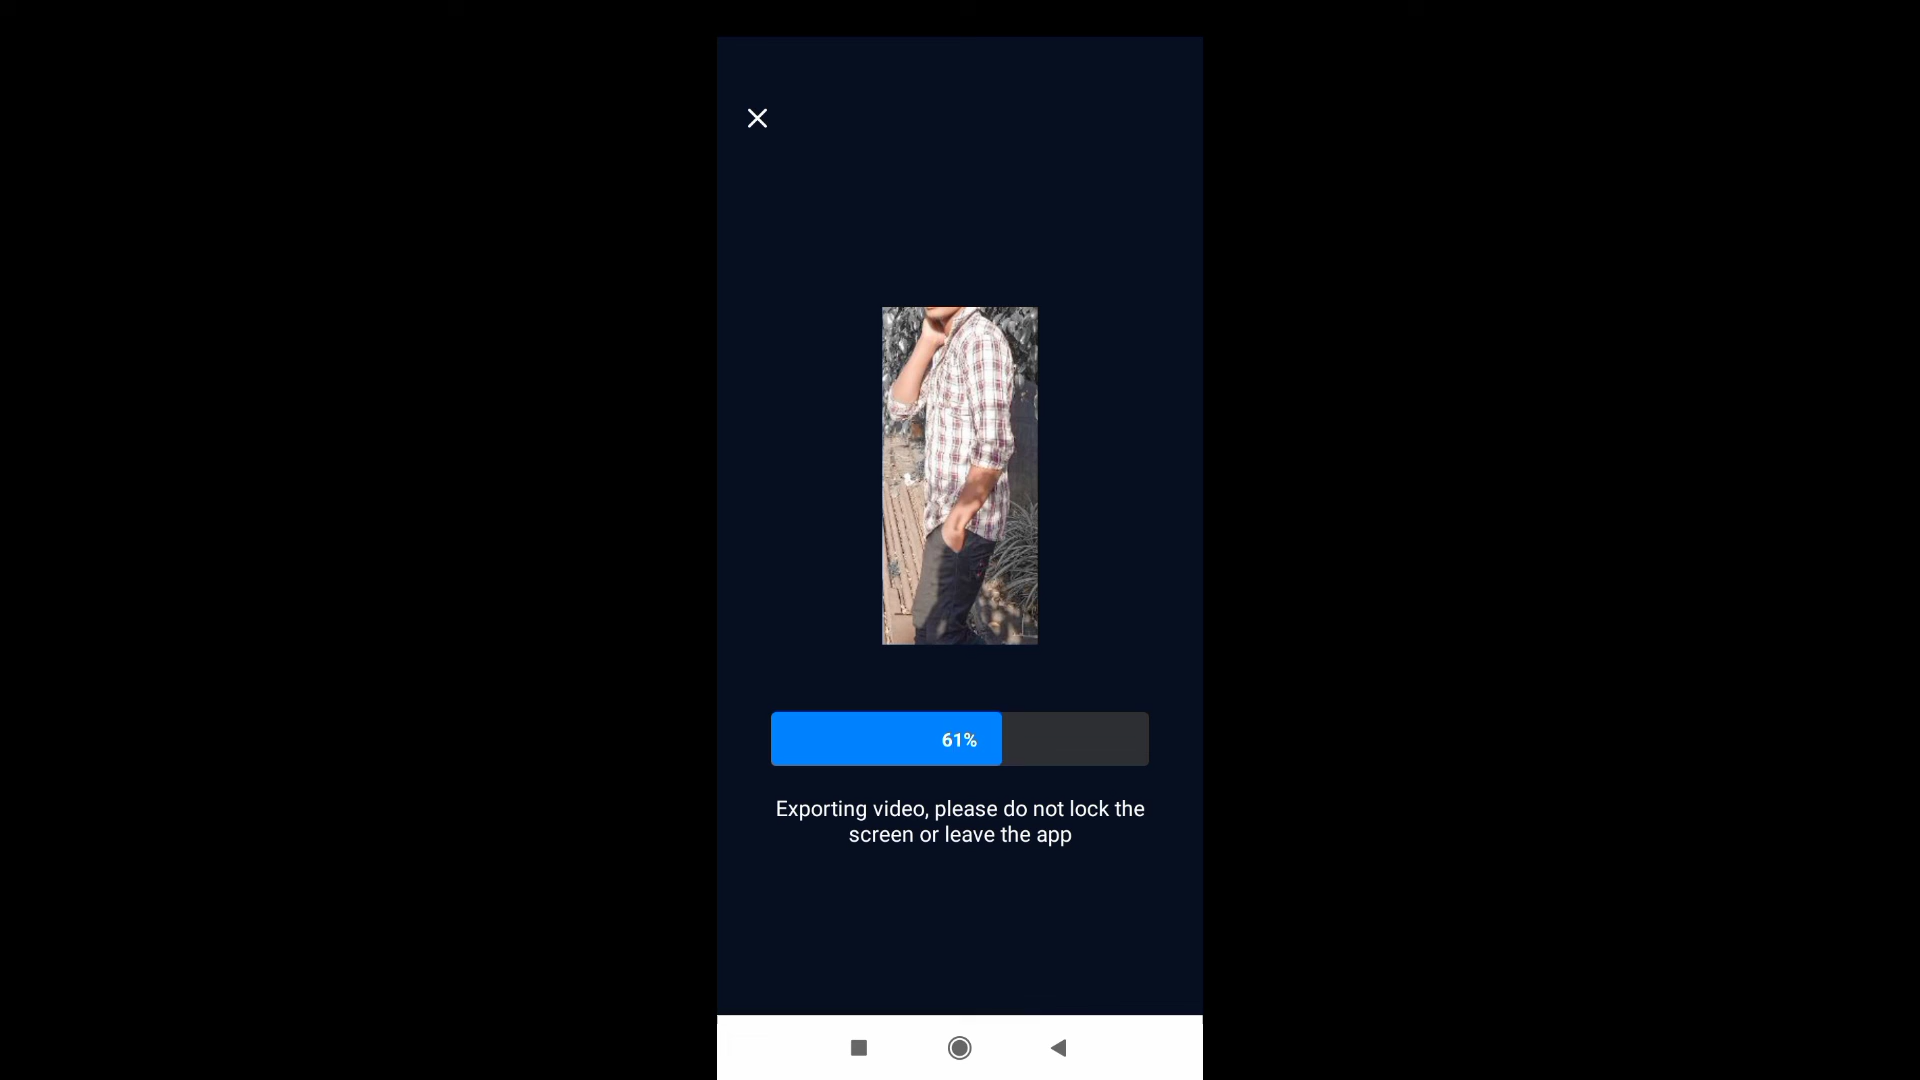 61%
Exporting video, please do not lock the
screen or leave the app